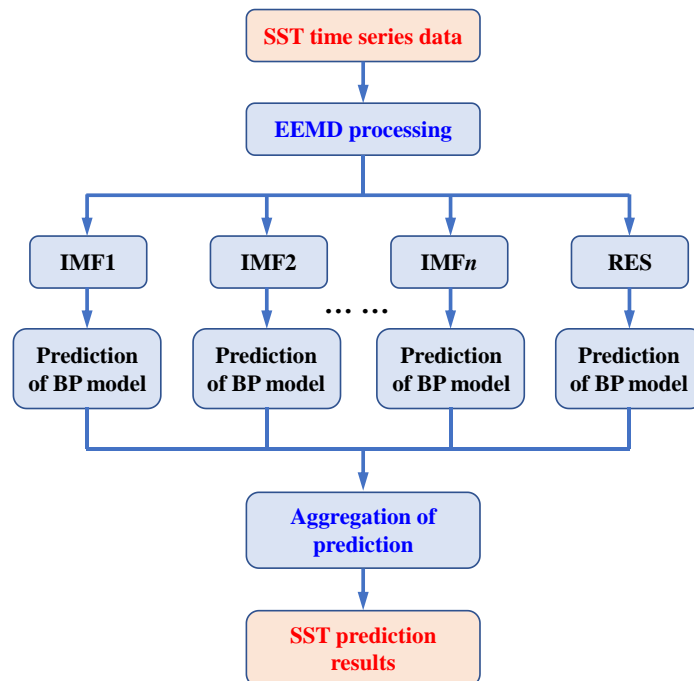 SST time series data
EEMD processing
IMF1
IMF2
IMFn
RES
... ...
Prediction
of BP model
Prediction
of BP model
Prediction
of BP model
Prediction
of BP model
Aggregation of
prediction
SST prediction
results